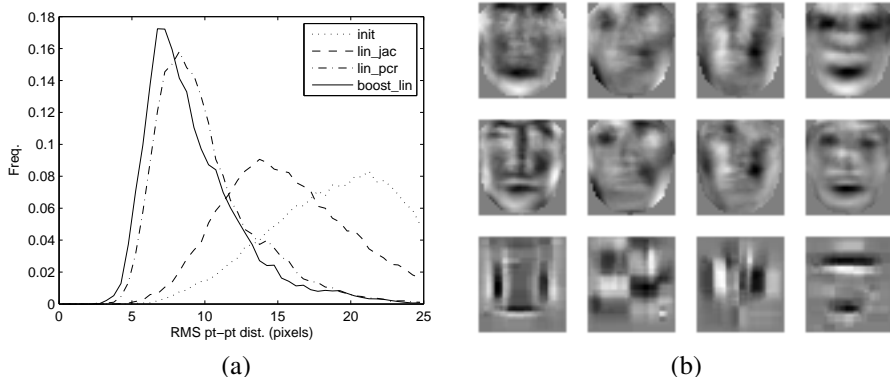 0.18
0.16
0.14
0.12
0.1
0.08
0.06
0.04
0.02
0
Freq.
init
lin_jac
lin_pcr
boost_lin
0 5 10 15 20 25
RMS pt−pt dist. (pixels)
(a) (b)